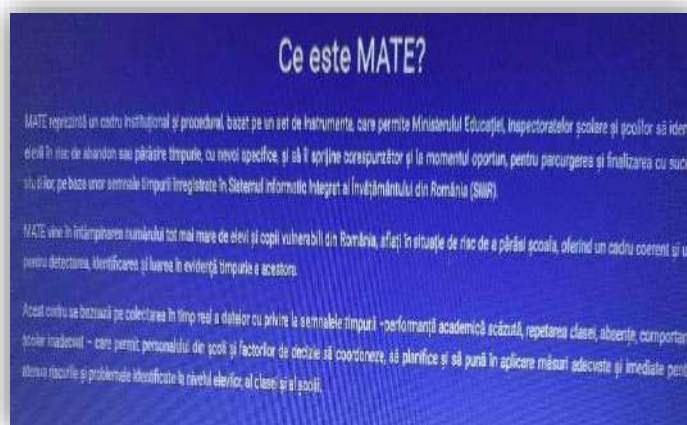 Ce este MATE?
MATE reprezintă un cadru instituțional și procedural, bazat pe un set de instrumente, care permite Ministerului Educației, Inspectoratelor școlare și școlilor să iden
elevii în risc de abandon sau părăsire timpurie, cu nevoi specifice, și să îi sprijine corespunzător și la momentul oportun, pentru parcurgerea și finalizarea cu succ
studiilor, pe baza unor semnale timpurii înregistrate în Sistemul Informatic Integrat al Învățământului din România (SIIIR).
MATE vine în întâmpinarea numărului tot mai mare de elevi și copii vulnerabili din România, aflați în situație de risc de a părăsi școala, oferind un cadru coerent și u
pentru detectarea, identificarea și luarea în evidență timpurie a acestora.
Acest cadru se bazează pe colectarea în timp real a datelor cu privire la semnalele timpurii -performanță academică scăzută, repetarea clasei, absențe, comportam
școlar inadecvat – care permit personalului din școli și factorilor de decizie să coordoneze, să planifice și să pună în aplicare măsuri adecvate și imediate pent
atenua riscurile și problemele identificate la nivelul elevilor, al clasei și al școlii.